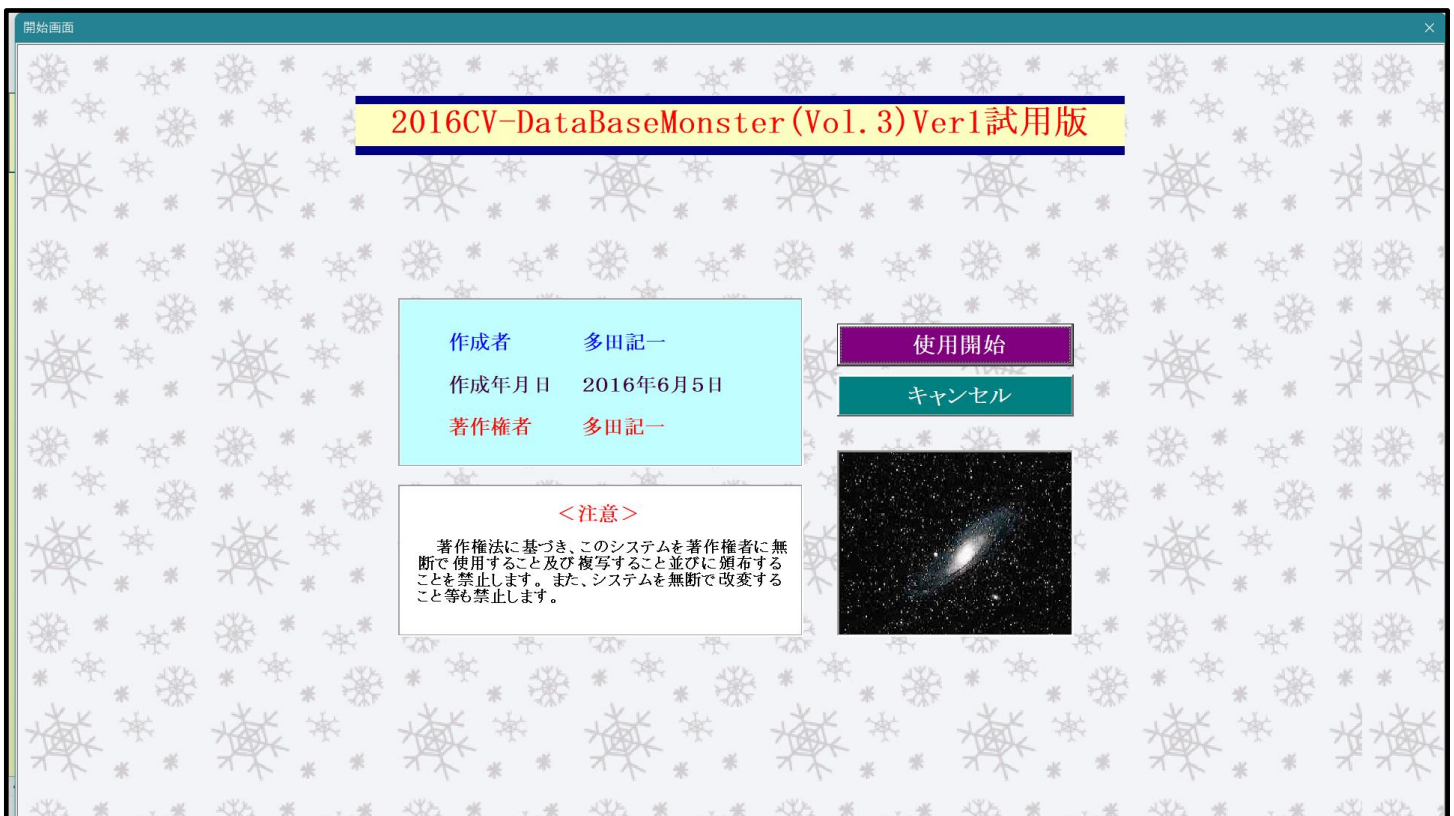 開始画面
2016CV-DataBaseMonster(Vol.3)Ver1試用版
作成者 多田記一
作成年月日 2016年6月5日
著作権者 多田記一
使用開始
キャンセル
＜注意＞
著作権法に基づき、このシステムを著作権者に無
断で使用すること及び複写すること並びに頒布する
ことを禁止します。また、システムを無断で改変する
こと等も禁止します。